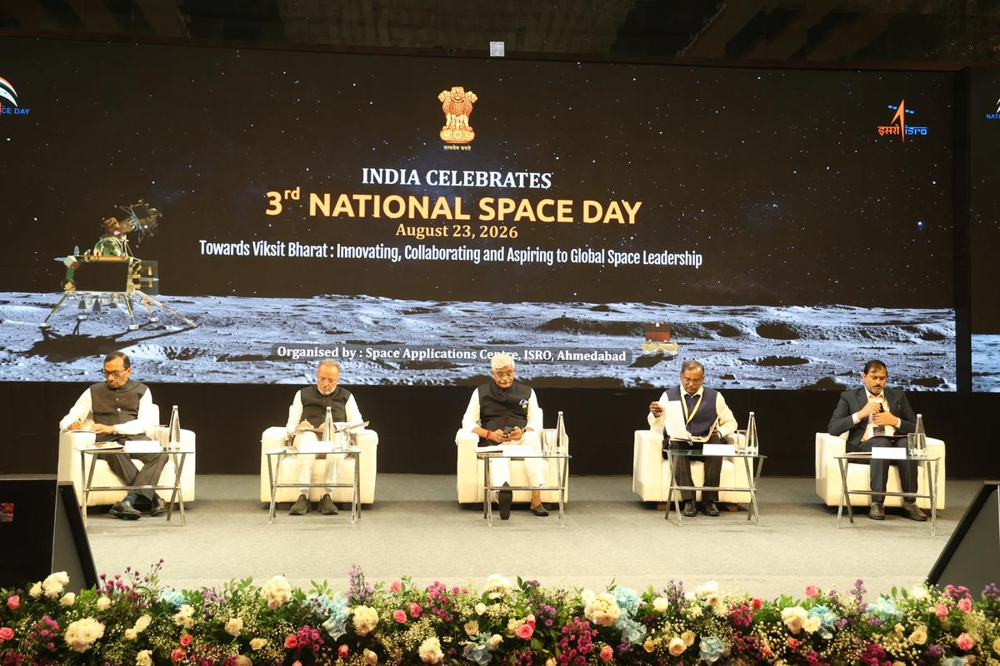 CE DAY
सत्यमेव जयते
इसरो isro
NAT
INDIA CELEBRATES
3rd NATIONAL SPACE DAY
August 23, 2026
Towards Viksit Bharat : Innovating, Collaborating and Aspiring to Global Space Leadership
Organised by : Space Applications Centre, ISRO, Ahmedabad